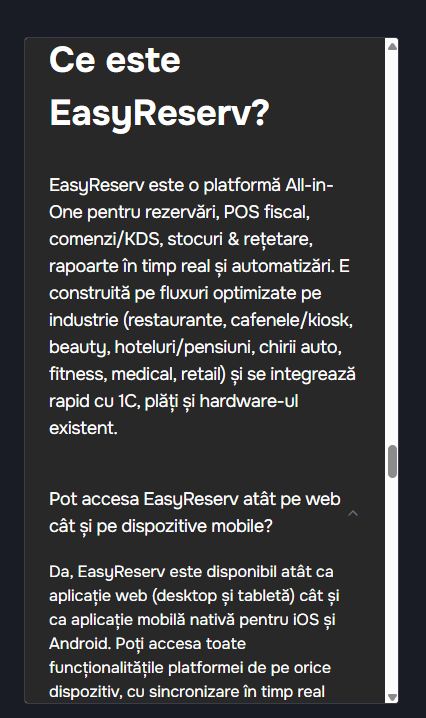 Ce este
EasyReserv?
EasyReserv este o platformă All-in-
One pentru rezervări, POS fiscal,
comenzi/KDS, stocuri & rețetare,
rapoarte în timp real și automatizări. E
construită pe fluxuri optimizate pe
industrie (restaurante, cafenele/kiosk,
beauty, hoteluri/pensiuni, chirii auto,
fitness, medical, retail) și se integrează
rapid cu 1C, plăți și hardware-ul
existent.
Pot accesa EasyReserv atât pe web
cât și pe dispozitive mobile?
Da, EasyReserv este disponibil atât ca
aplicație web (desktop și tabletă) cât și
ca aplicație mobilă nativă pentru iOS și
Android. Poți accesa toate
funcționalitățile platformei de pe orice
dispozitiv, cu sincronizare în timp real